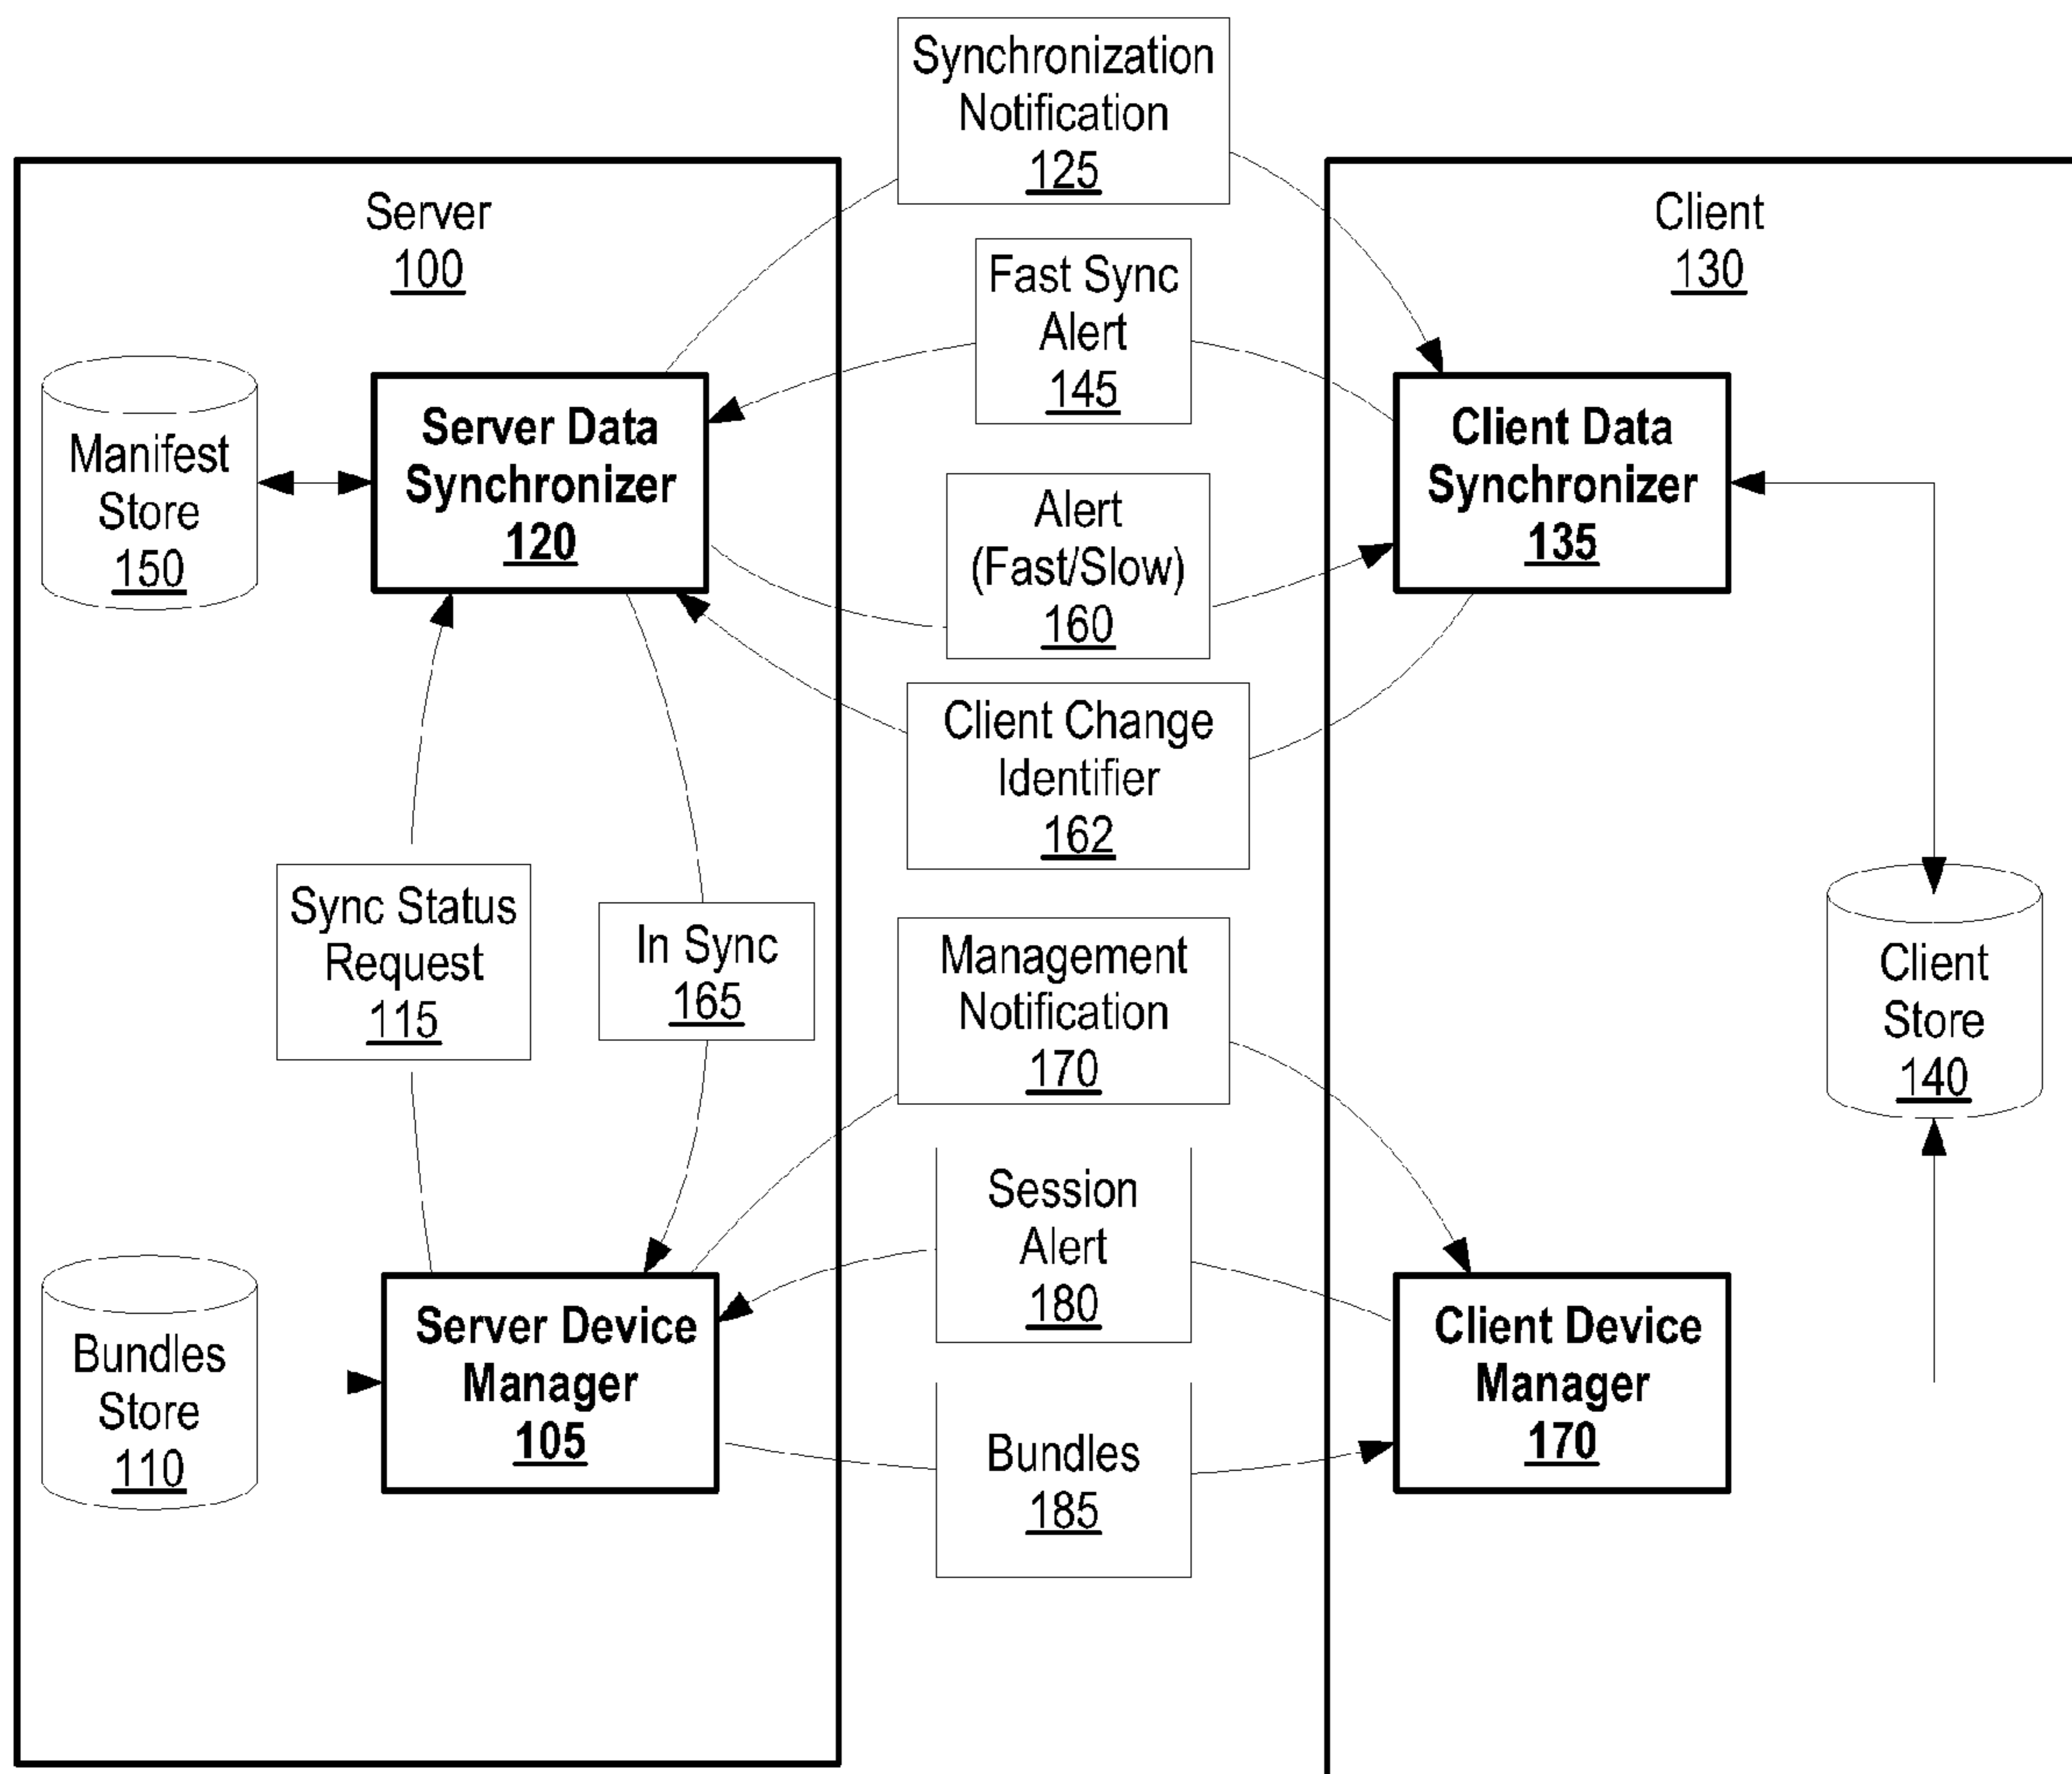 Synchronization
Notification
125
Server
100
Client
130
Fast Sync
Alert
145
Manifest
Store
150
Server Data
Synchronizer
120
Client Data
Synchronizer
135
Alert
(Fast/Slow)
160
Client Change
Identifier
162
Sync Status
Request
115
In Sync
165
Management
Notification
170
Client
Store
140
Session
Alert
180
Bundles
Store
110
Server Device
Manager
105
Client Device
Manager
170
Bundles
185